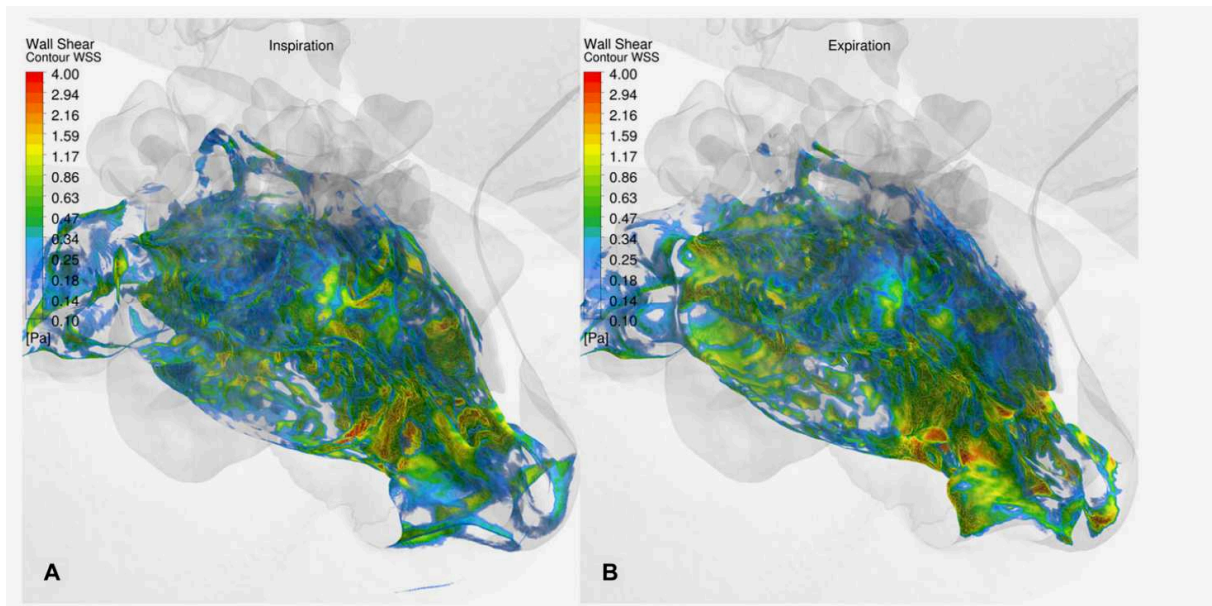 Wall Shear
Contour WSS
Inspiration
4.00
2.94
2.16
1.59
1.17
0.86
0.63
0.47
0.34
0.25
0.18
0.14
0.10
[Pa]
A
Wall Shear
Contour WSS
Expiration
4.00
2.94
2.16
1.59
1.17
0.86
0.63
0.47
0.34
0.25
0.18
0.14
0.10
[Pa]
B